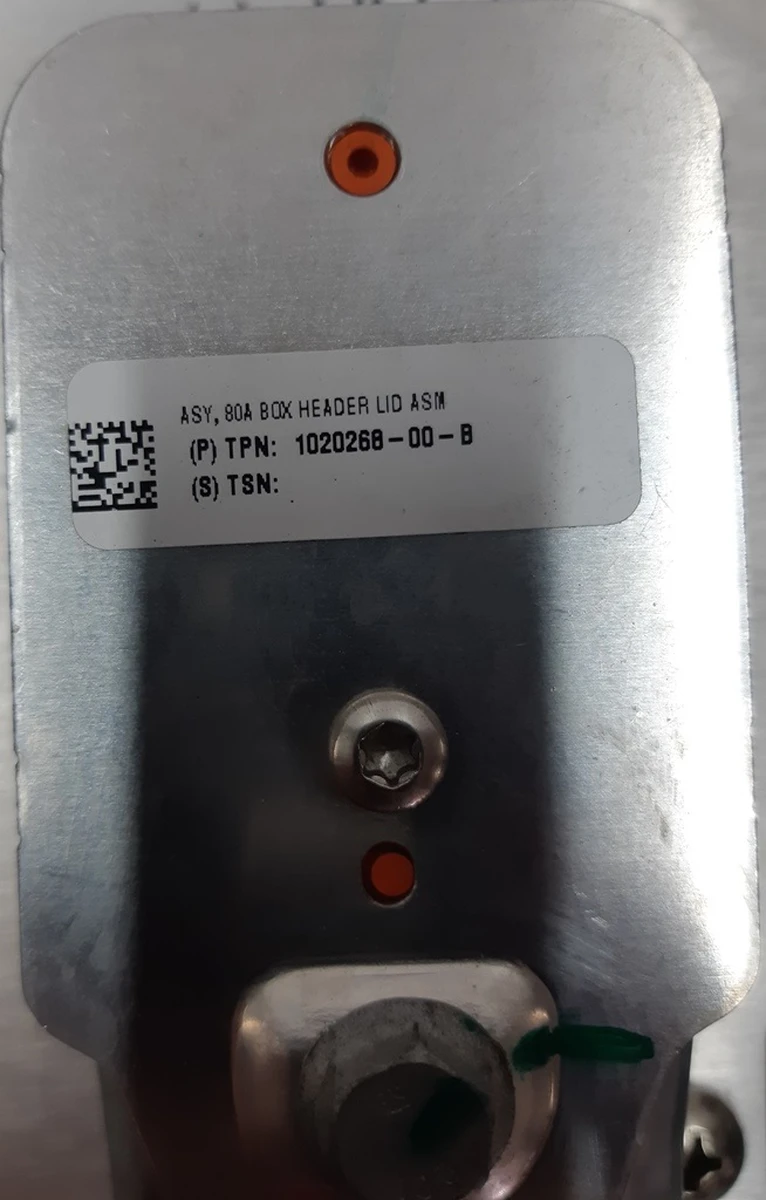 ASY, 80A BOX HEADER LID ASM
(P) TPN: 1020268-00-B
(S) TSN: